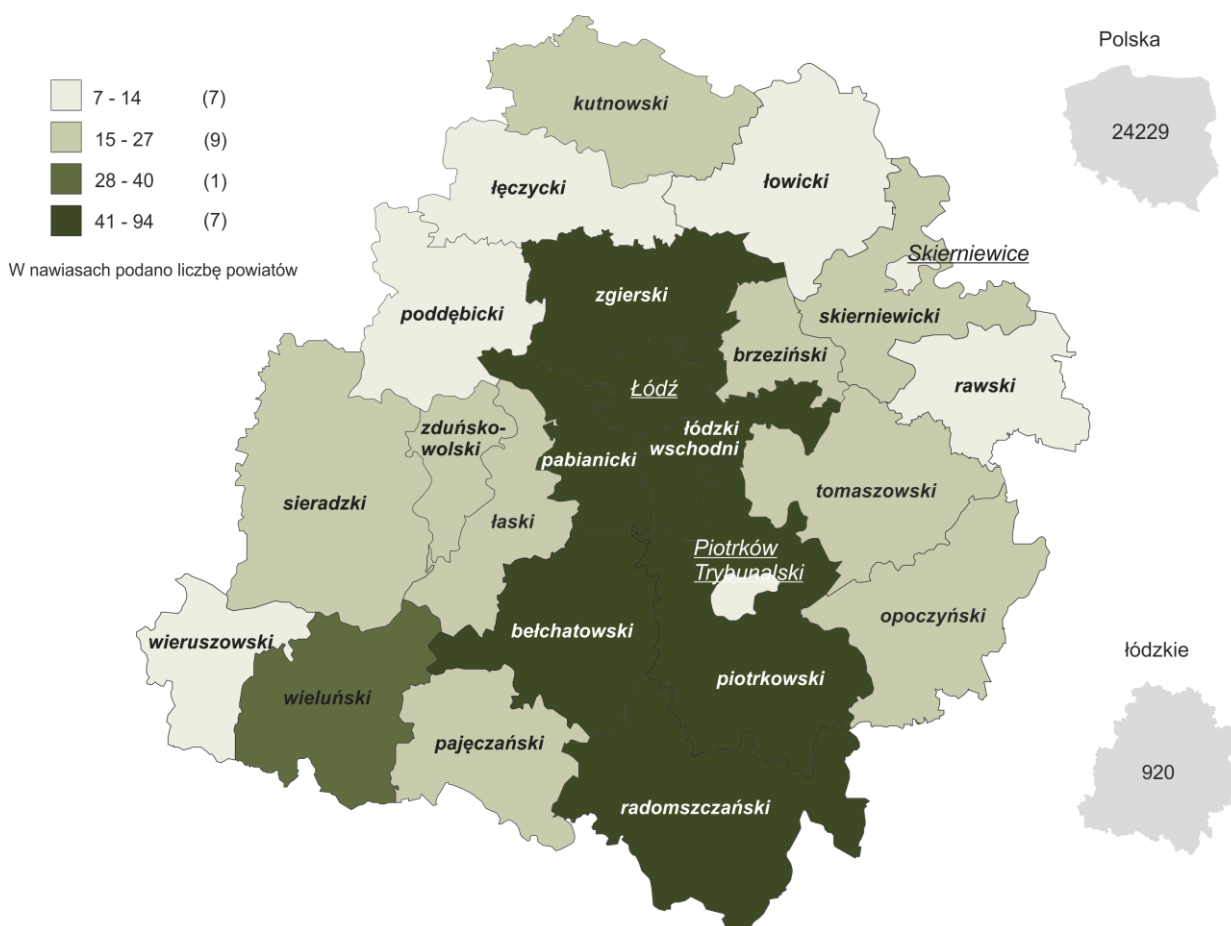 Polska
7 - 14 (7)
15 - 27 (9)
28 - 40 (1)
41 - 94 (7)
W nawiasach podano liczbę powiatów
24229
kutnowski
łęczycki
łowicki
Skierniewice
zgierski
poddębicki
skierniewicki
brzeziński
rawski
Łódź
zduńsko-
wolski
łódzki
wschodni
pabianicki
sieradzki
tomaszowski
łaski
Piotrków
Trybunalski
opoczyński
bełchatowski
wieruszowski
piotrkowski
łódzkie
wieluński
pajęczański
920
radomszczański